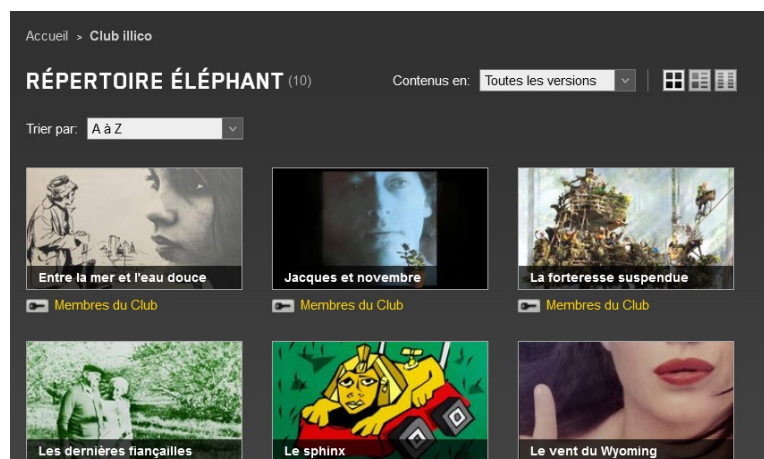 Accueil > Club illico
RÉPERTOIRE ÉLÉPHANT (10)
Contenus en: Toutes les versions
Trier par: A à Z
Entre la mer et l'eau douce
Jacques et novembre
La forteresse suspendue
Membres du Club
Membres du Club
Membres du Club
Les dernières fiançailles
Le sphinx
Le vent du Wyoming